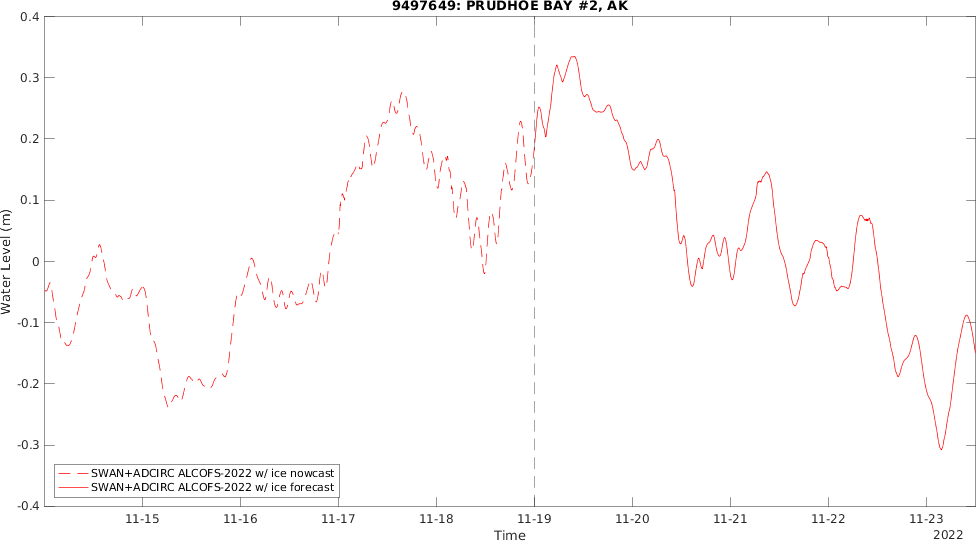 9497649: PRUDHOE BAY #2, AK
0.4
0.3
0.2
0.1
0
-0.1
-0.2
-0.3
-0.4
Water Level (m)
SWAN+ADCIRC ALCOFS-2022 w/ ice nowcast
SWAN+ADCIRC ALCOFS-2022 w/ ice forecast
11-15 11-16 11-17 11-18 11-19 11-20 11-21 11-22 11-23
Time
2022